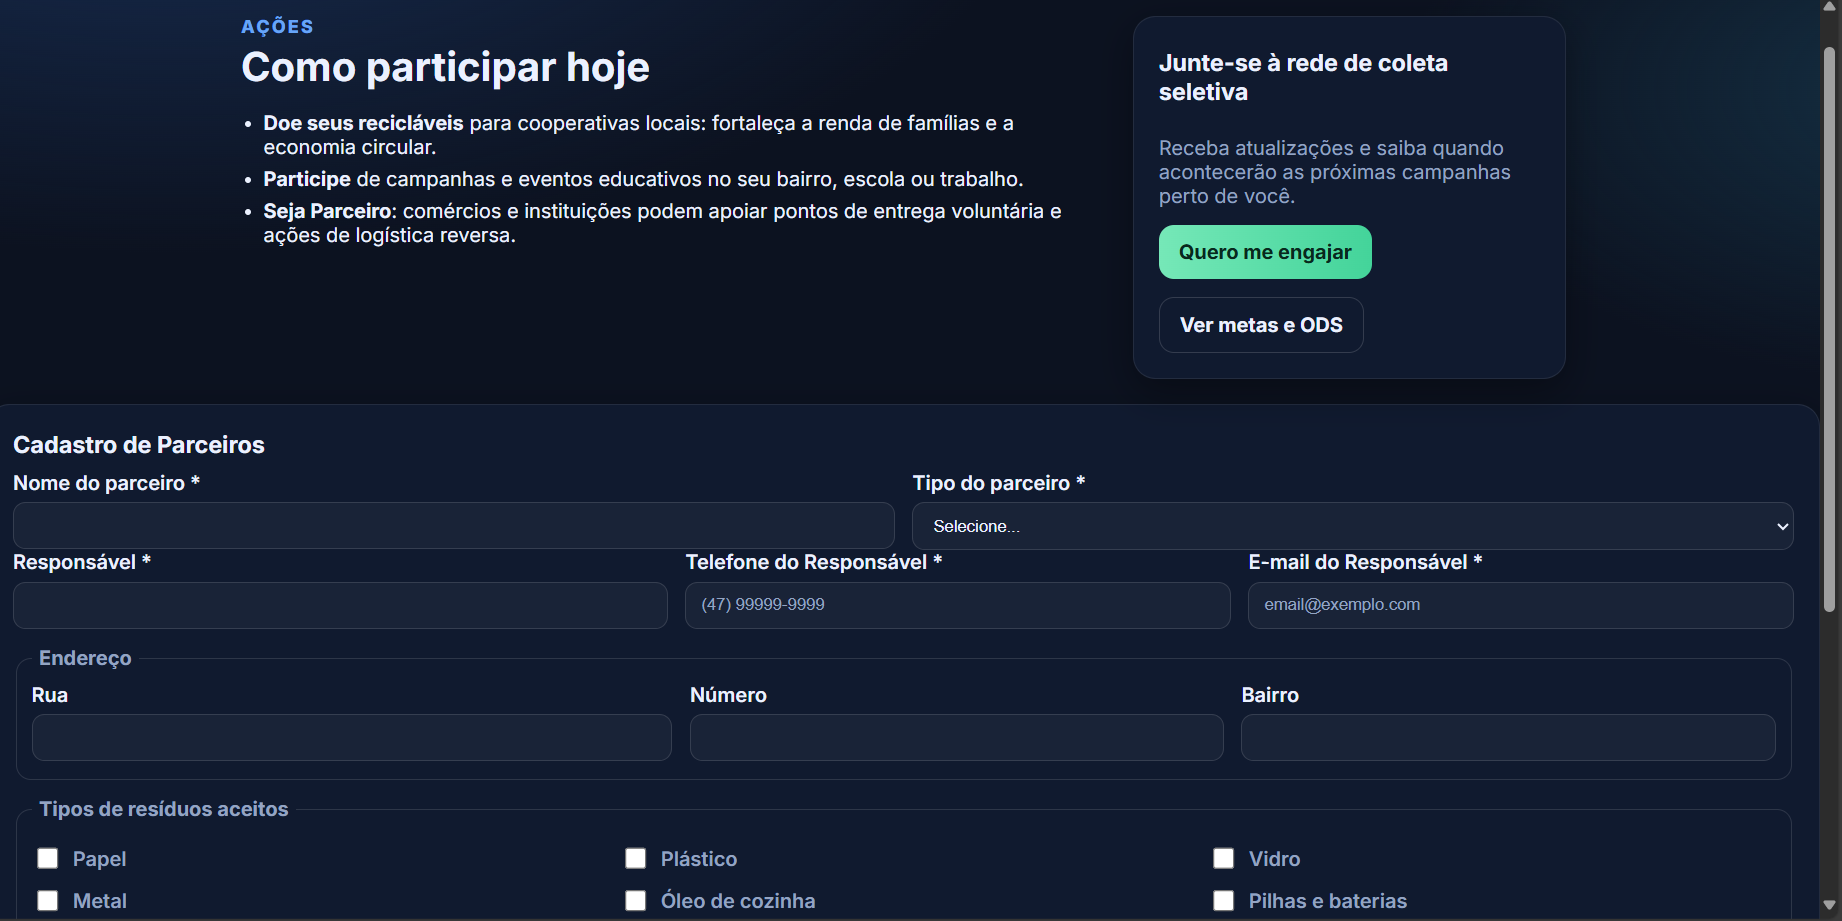 AÇÕES
Como participar hoje
• Doe seus recicláveis para cooperativas locais: fortaleça a renda de famílias e a
economia circular.
• Participe de campanhas e eventos educativos no seu bairro, escola ou trabalho.
• Seja Parceiro: comércios e instituições podem apoiar pontos de entrega voluntária e
ações de logística reversa.
Junte-se à rede de coleta
seletiva
Receba atualizações e saiba quando
acontecerão as próximas campanhas
perto de você.
Quero me engajar
Ver metas e ODS
Cadastro de Parceiros
Nome do parceiro *
Tipo do parceiro *
Selecione...
Responsável *
Telefone do Responsável *
E-mail do Responsável *
(47) 99999-9999
email@exemplo.com
Endereço
Rua
Número
Bairro
Tipos de resíduos aceitos
Papel
Plástico
Vidro
Metal
Óleo de cozinha
Pilhas e baterias